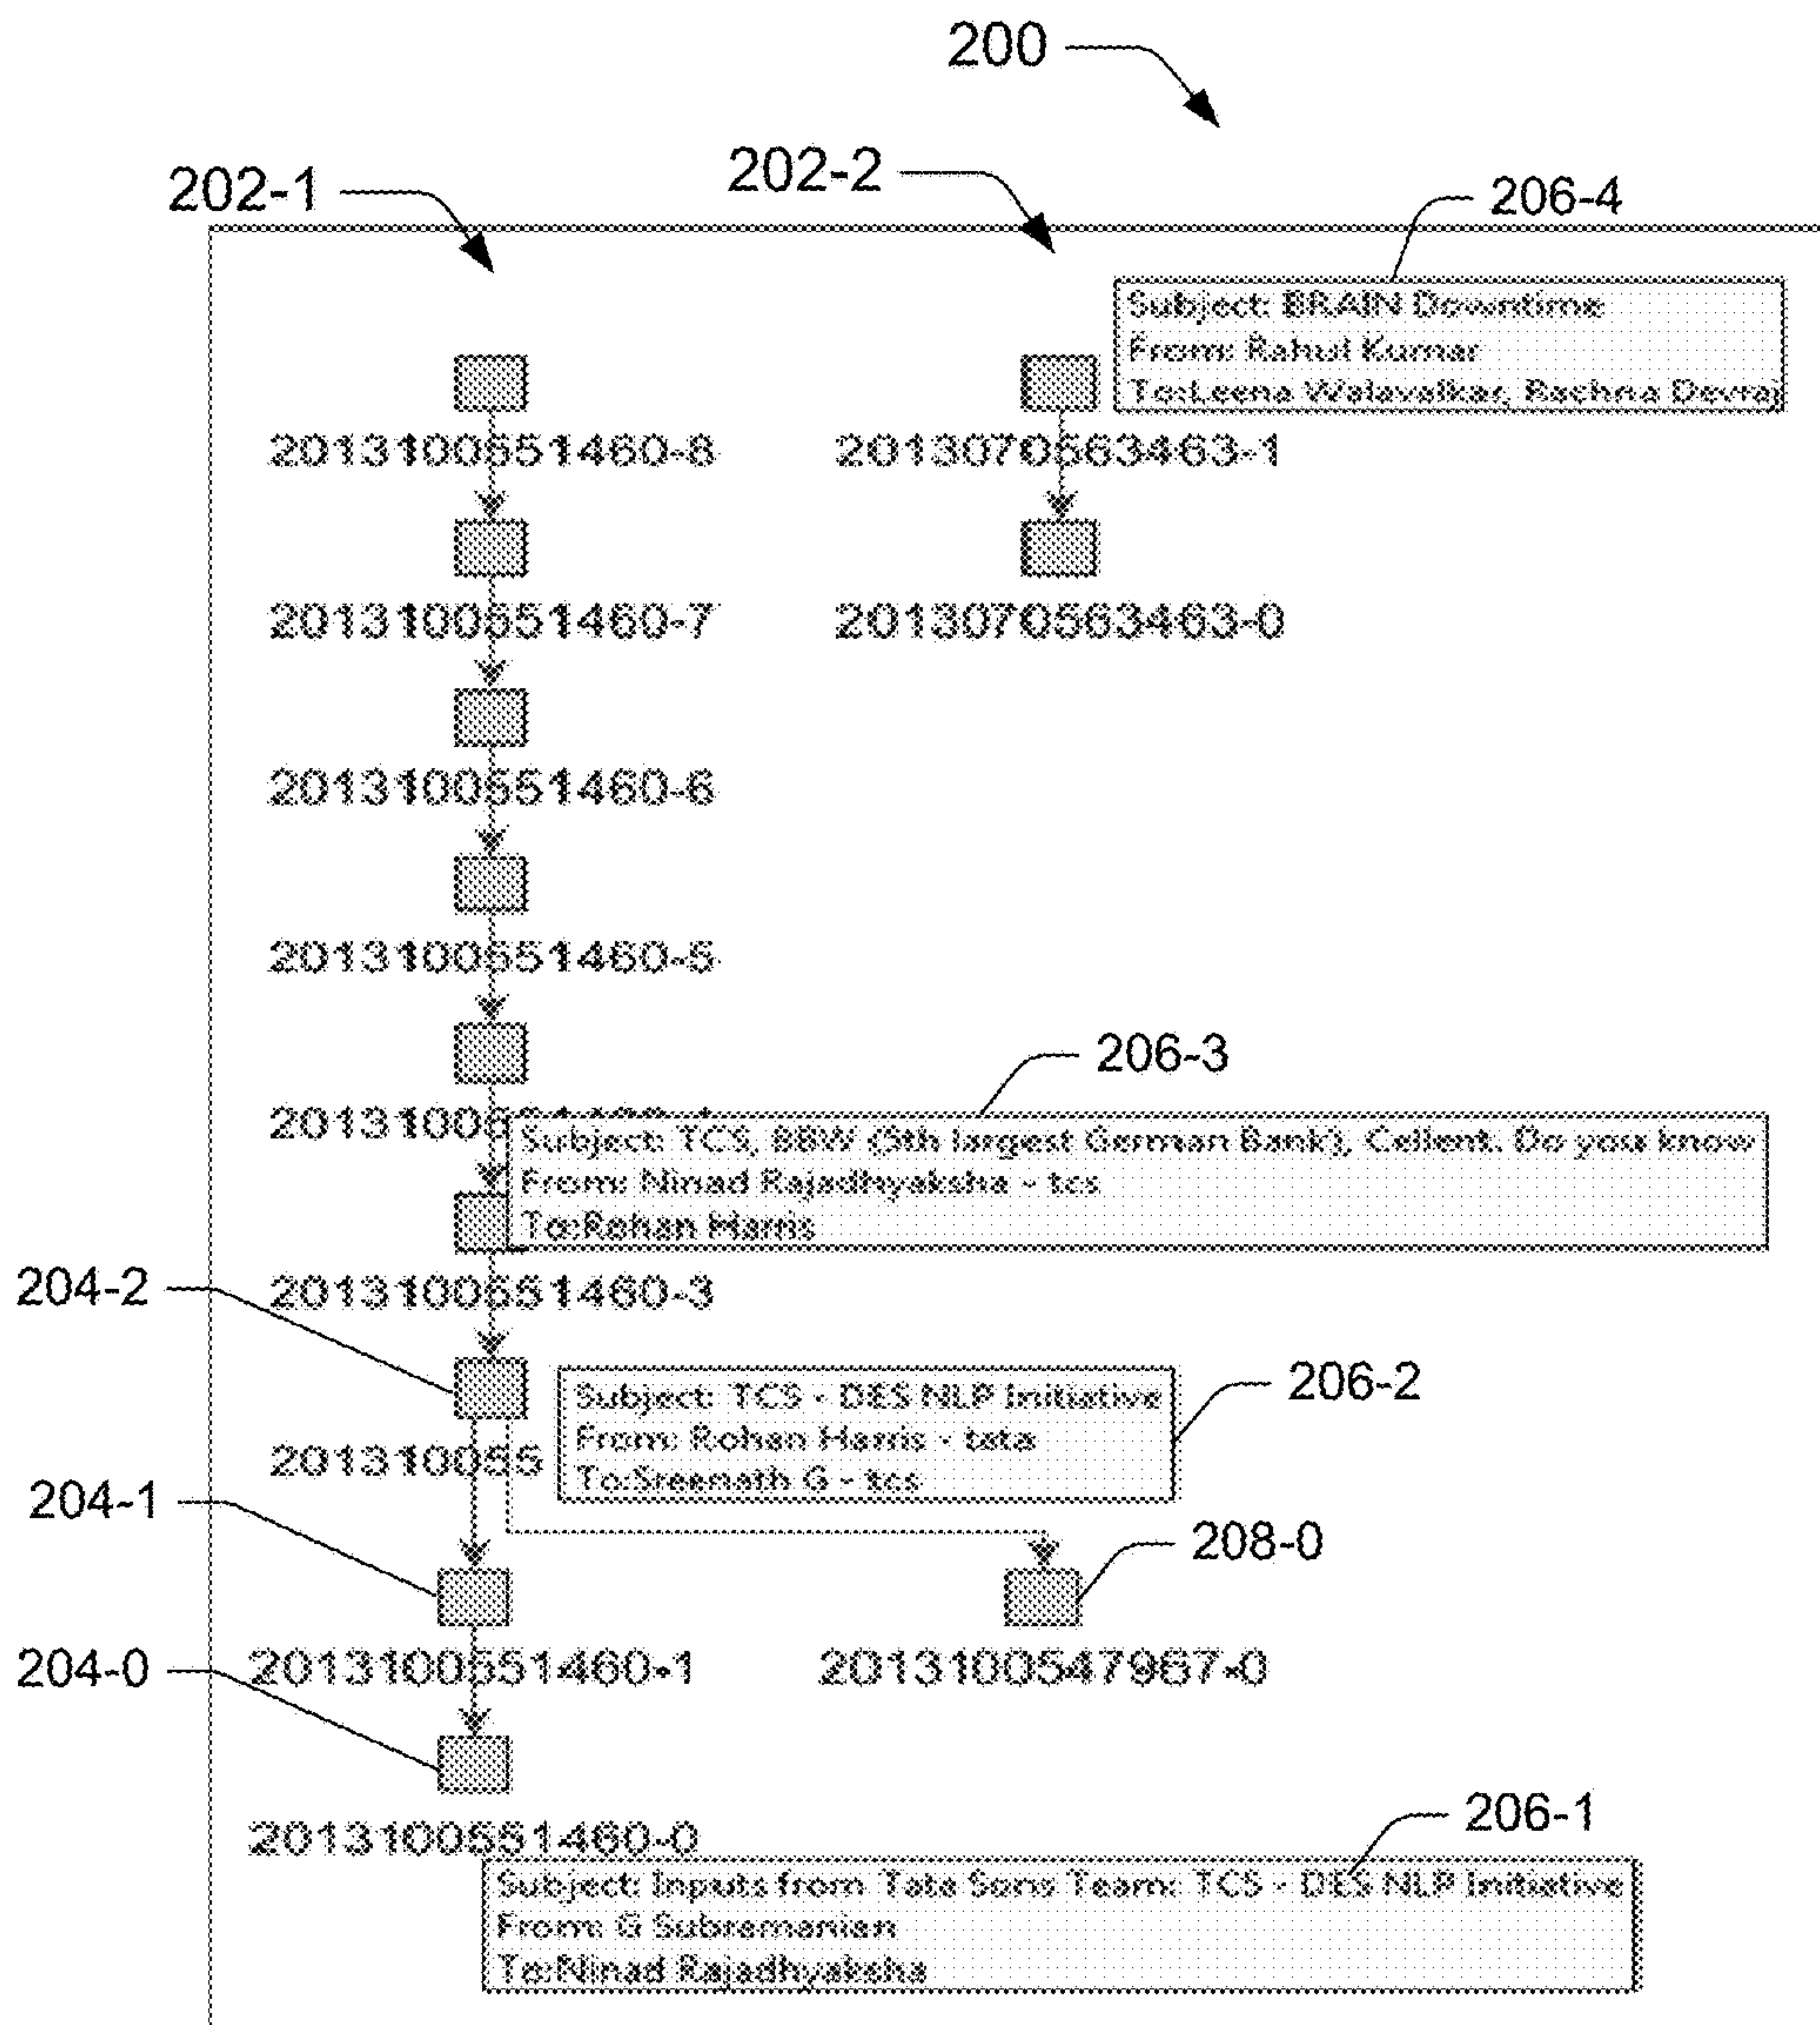 200
202-1
202-2
206-4
Subject: BRAIN Downtime
From: Rahul Kumar
To:Leena Walavalkar, Rachna Devraj
2013100551460-8
2013070563463-1
2013100551460-7
2013070563463-0
2013100551460-6
2013100551460-5
206-3
2013100551460-4
Subject: TCS, BBW (5th largest German Bank), Cellent. Do you know
From: Ninad Rajadhyaksha - tcs
To:Rohan Harris
204-2
2013100551460-3
Subject: TCS - DES NLP Initiative
From: Rohan Harris - tata
To:Sreenath G - tcs
206-2
201310055
204-1
208-0
204-0
2013100551460-1
2013100547967-0
2013100551460-0
206-1
Subject: Inputs from Tata Sons Team: TCS - DES NLP Initiative
From: G Subramanian
To:Ninad Rajadhyaksha